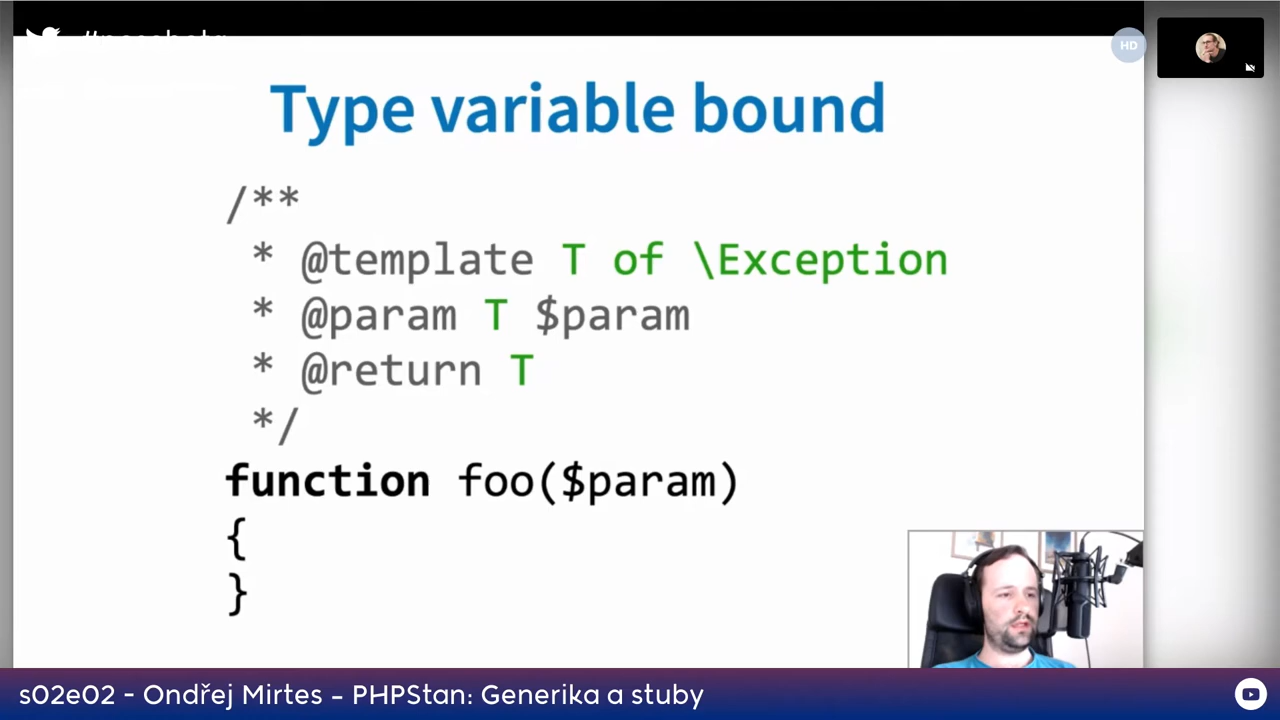 HD
Type variable bound
/**
* @template T of \Exception
* @param T $param
* @return T
*/
function foo($param)
{
}
s02e02 - Ondřej Mirtes - PHPStan: Generika a stuby